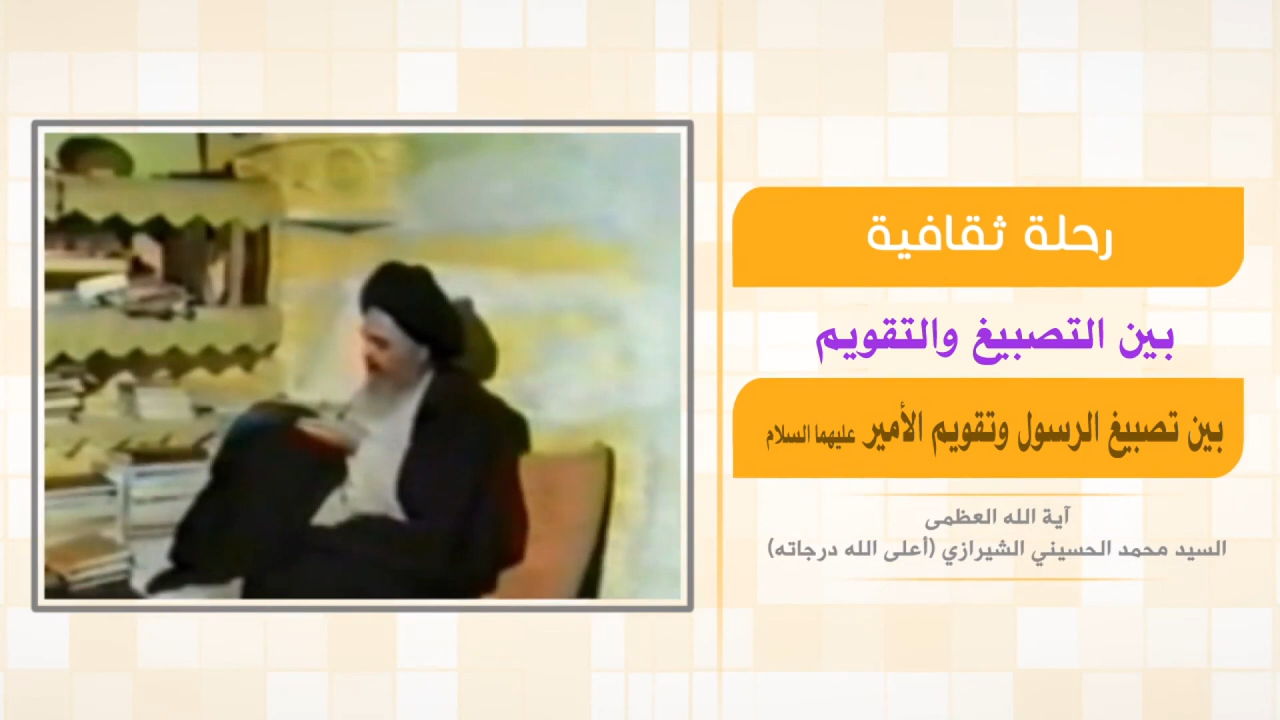 رحلة ثقافية
بين التصبيغ والتقويم
بين تصبيغ الرسول وتقويم الأمير عليهما السلام
آية الله العظمى
السيد محمد الحسيني الشيرازي (أعلى الله درجاته)